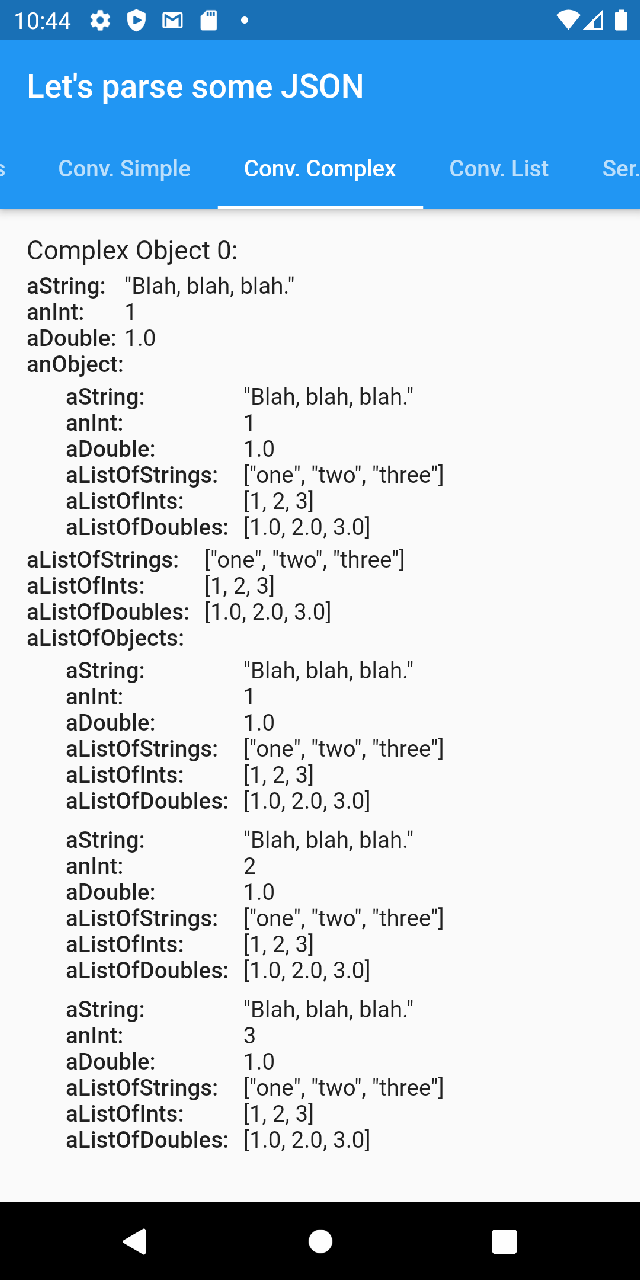 10:44
Let's parse some JSON
s Conv. Simple Conv. Complex Conv. List Ser.
Complex Object 0:
aString: "Blah, blah, blah."
anInt: 1
aDouble: 1.0
anObject:
aString: "Blah, blah, blah."
anInt: 1
aDouble: 1.0
aListOfStrings: ["one", "two", "three"]
aListOfInts: [1, 2, 3]
aListOfDoubles: [1.0, 2.0, 3.0]
aListOfStrings: ["one", "two", "three"]
aListOfInts: [1, 2, 3]
aListOfDoubles: [1.0, 2.0, 3.0]
aListOfObjects:
aString: "Blah, blah, blah."
anInt: 1
aDouble: 1.0
aListOfStrings: ["one", "two", "three"]
aListOfInts: [1, 2, 3]
aListOfDoubles: [1.0, 2.0, 3.0]
aString: "Blah, blah, blah."
anInt: 2
aDouble: 1.0
aListOfStrings: ["one", "two", "three"]
aListOfInts: [1, 2, 3]
aListOfDoubles: [1.0, 2.0, 3.0]
aString: "Blah, blah, blah."
anInt: 3
aDouble: 1.0
aListOfStrings: ["one", "two", "three"]
aListOfInts: [1, 2, 3]
aListOfDoubles: [1.0, 2.0, 3.0]